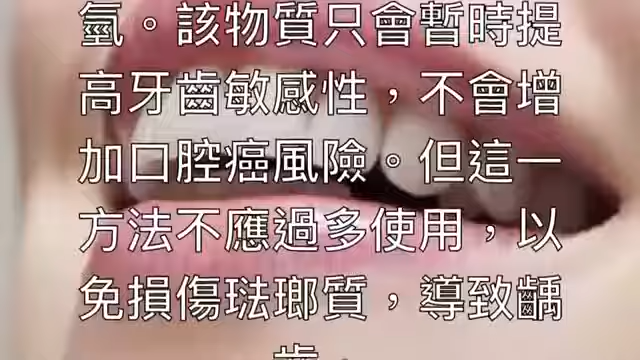 氫。該物質只會暫時提
高牙齒敏感性，不會增
加口腔癌風險。但這一
方法不應過多使用，以
免損傷琺瑯質，導致齲
齒。